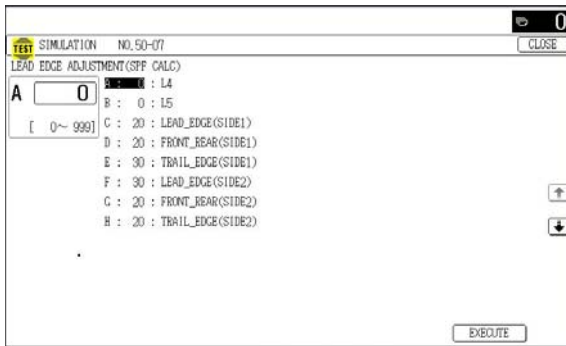 0
TEST SIMULATION NO.50-07 CLOSE
LEAD EDGE ADJUSTMENT(SPF CALC)
A 0
[ 0~ 999]
A : 0 : L4
B : 0 : L5
C : 20 : LEAD_EDGE(SIDE1)
D : 20 : FRONT_REAR(SIDE1)
E : 30 : TRAIL_EDGE(SIDE1)
F : 30 : LEAD_EDGE(SIDE2)
G : 20 : FRONT_REAR(SIDE2)
H : 20 : TRAIL_EDGE(SIDE2)
EXECUTE